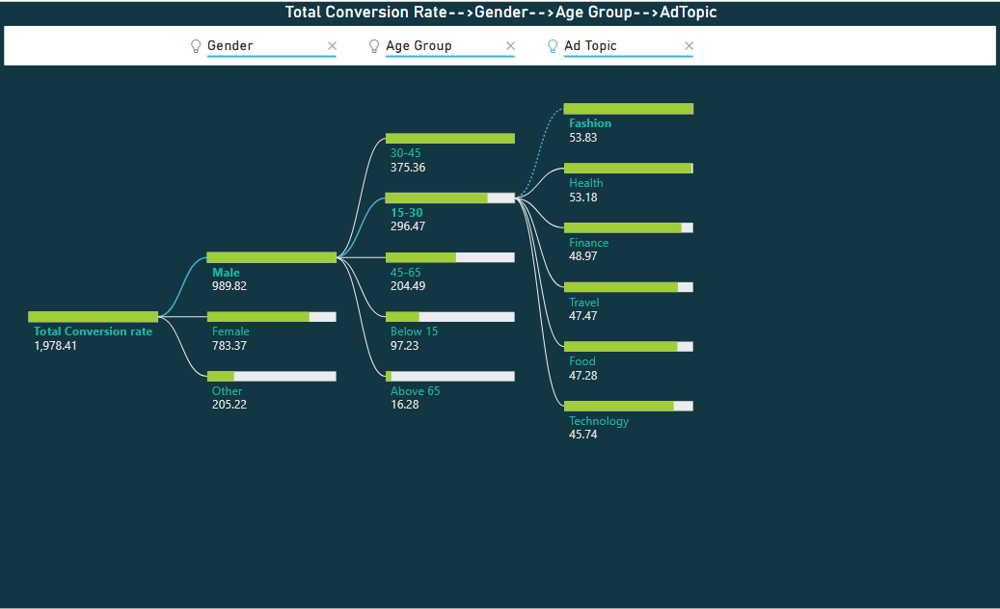 Total Conversion Rate-->Gender-->Age Group-->AdTopic
Gender
Age Group
Ad Topic
Total Conversion rate
1,978.41
Male
989.82
Female
783.37
Other
205.22
30-45
375.36
15-30
296.47
45-65
204.49
Below 15
97.23
Above 65
16.28
Fashion
53.83
Health
53.18
Finance
48.97
Travel
47.47
Food
47.28
Technology
45.74